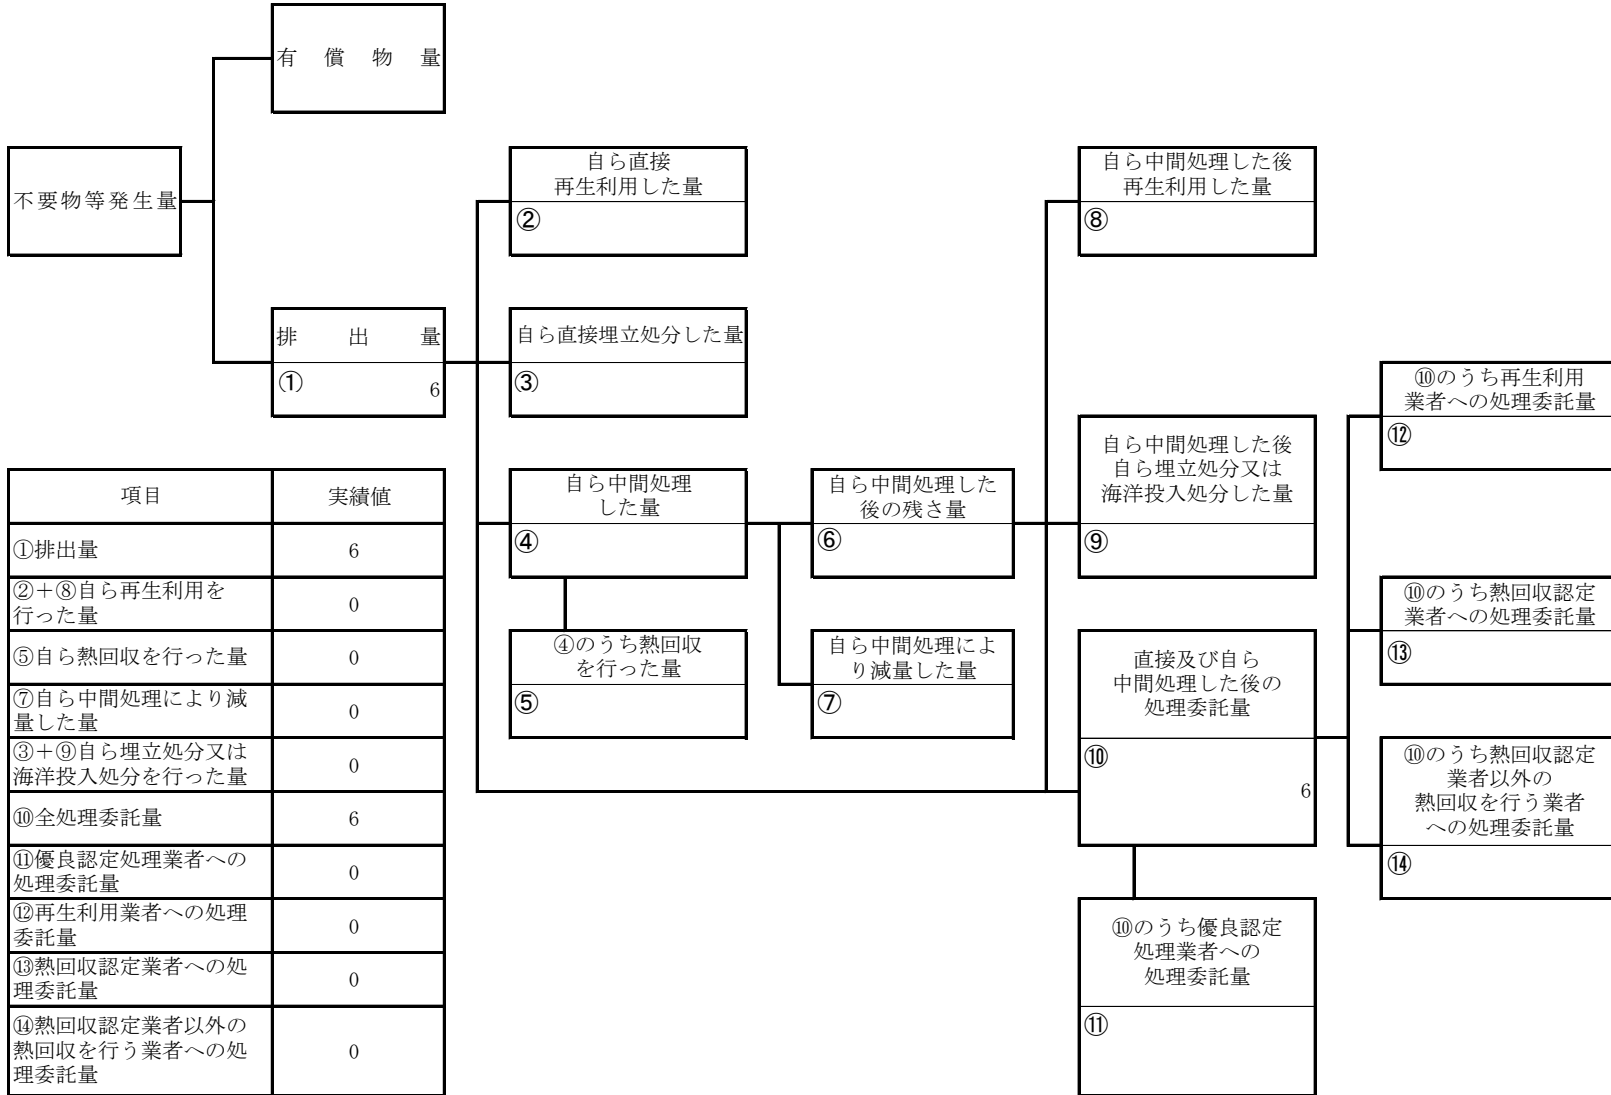 有償物量
不要物等発生量
排出量
① 6
自ら直接
再生利用した量
②
自ら直接埋立処分した量
③
自ら中間処理
した量
④
④のうち熱回収
を行った量
⑤
自ら中間処理した
後の残さ量
⑥
自ら中間処理によ
り減量した量
⑦
自ら中間処理した後
再生利用した量
⑧
自ら中間処理した後
自ら埋立処分又は
海洋投入処分した量
⑨
直接及び自ら
中間処理した後の
処理委託量
⑩
6
⑩のうち優良認定
処理業者への
処理委託量
⑪
⑩のうち再生利用
業者への処理委託量
⑫
⑩のうち熱回収認定
業者への処理委託量
⑬
⑩のうち熱回収認定
業者以外の
熱回収を行う業者
への処理委託量
⑭
項目 実績値
①排出量 6
②+⑧自ら再生利用を
行った量 0
⑤自ら熱回収を行った量 0
⑦自ら中間処理により減
量した量 0
③+⑨自ら埋立処分又は
海洋投入処分を行った量 0
⑩全処理委託量 6
⑪優良認定処理業者への
処理委託量 0
⑫再生利用業者への処理
委託量 0
⑬熱回収認定業者への処
理委託量 0
⑭熱回収認定業者以外の
熱回収を行う業者への処 0
理委託量